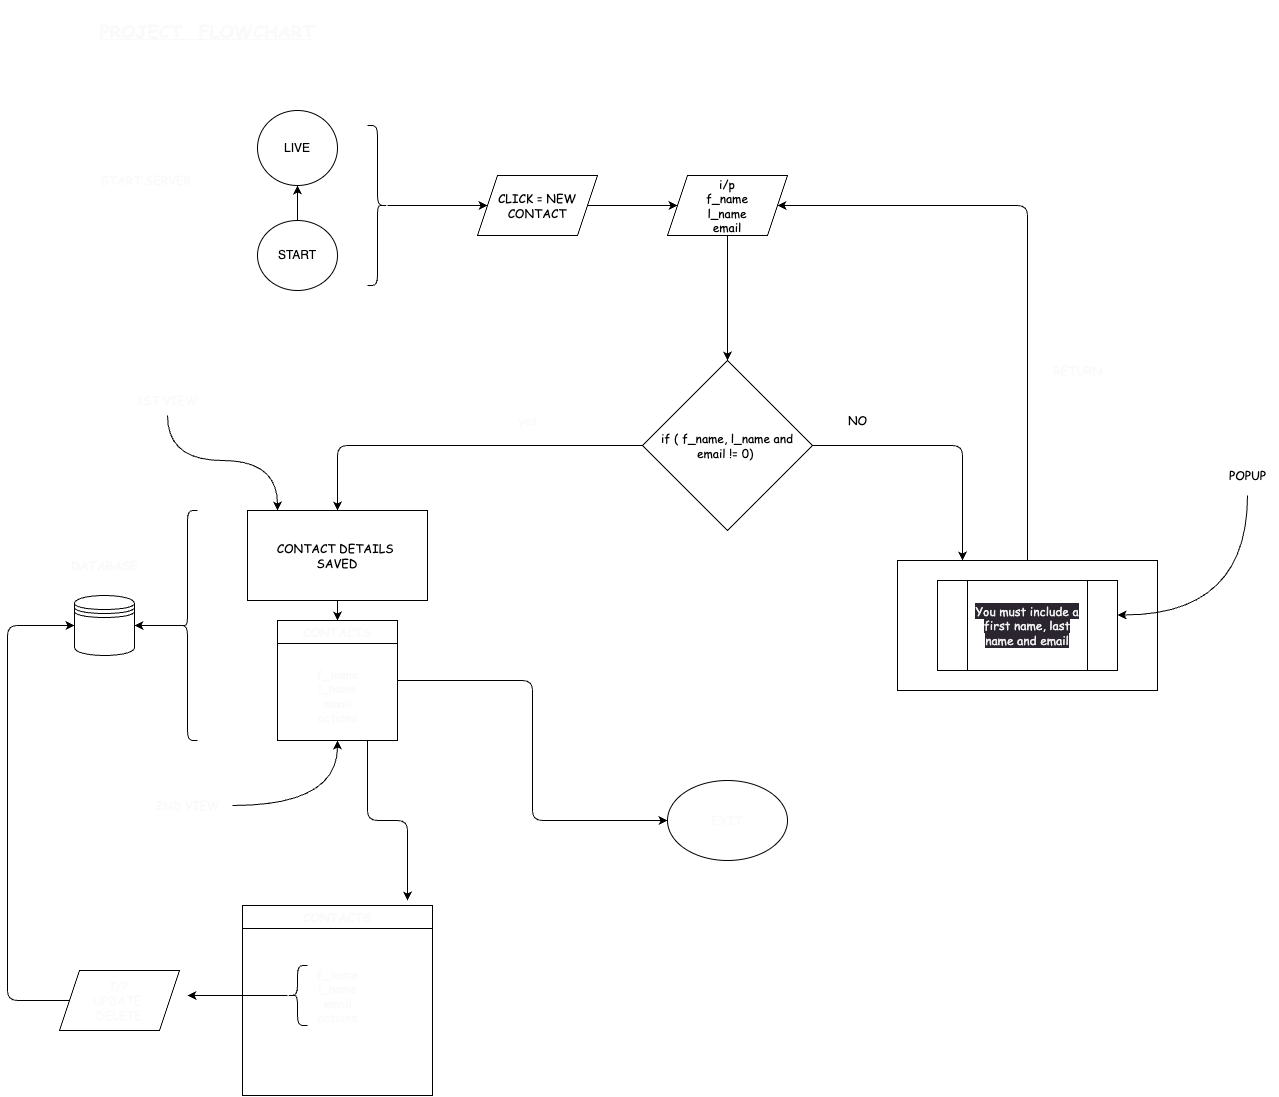 PROJECT FLOWCHART
LIVE
START SERVER
START
CLICK = NEW
CONTACT
i/p
f_name
l_name
email
RETURN
1ST VIEW
yes
if ( f_name, l_name and
email != 0)
NO
POPUP
CONTACT DETAILS
SAVED
DATABASE
You must include a
first name, last
name and email
CONTACTS
f_name
l_name
email
actions
2ND VIEW
EXIT
CONTACTS
f_name
l_name
email
actions
UPDATE
DELETE